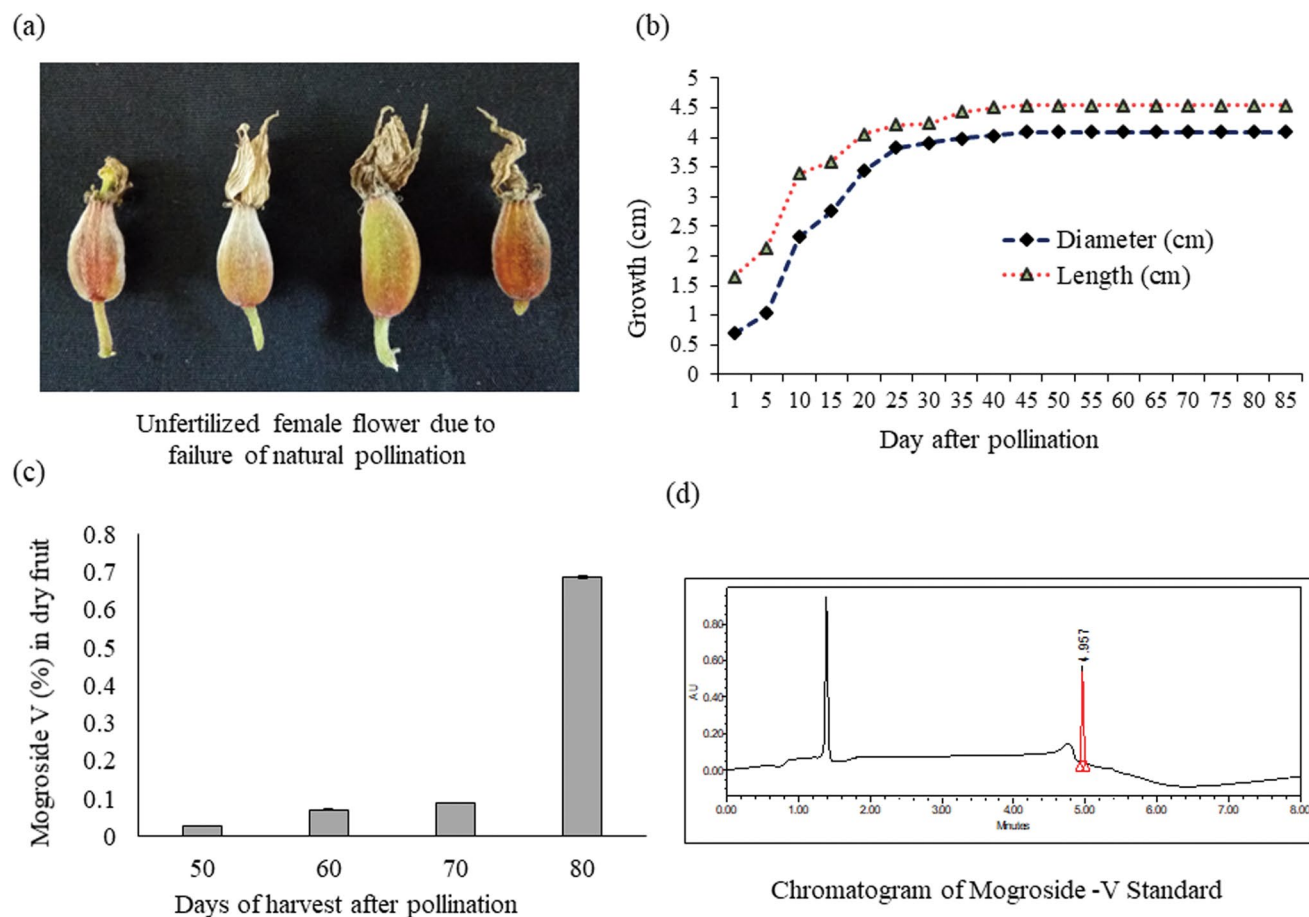 (a)
Unfertilized female flower due to
failure of natural pollination
(b)
Growth (cm)
5
4.5
4
3.5
3
2.5
2
1.5
1
0.5
0
Diameter (cm)
Length (cm)
1 5 10 15 20 25 30 35 40 45 50 55 60 65 70 75 80 85
Day after pollination
(c)
Mogroside V (%) in dry fruit
0.8
0.7
0.6
0.5
0.4
0.3
0.2
0.1
0
50 60 70 80
Days of harvest after pollination
(d)
AU
0.80
0.60
0.40
0.20
0.00
4.957
0.00 1.00 2.00 3.00 4.00 5.00 6.00 7.00 8.00
Minutes
Chromatogram of Mogroside -V Standard